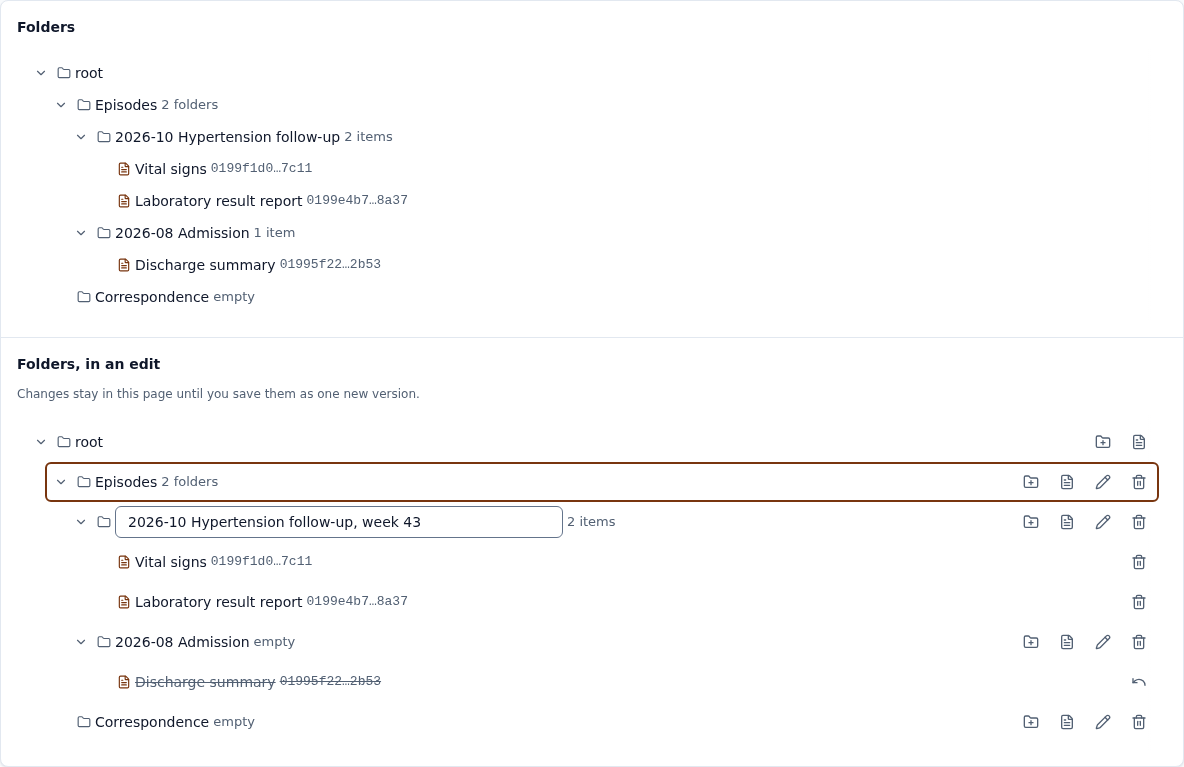 Folders
root
Episodes 2 folders
2026-10 Hypertension follow-up 2 items
Vital signs 0199f1d0…7c11
Laboratory result report 0199e4b7…8a37
2026-08 Admission 1 item
Discharge summary 01995f22…2b53
Correspondence empty
Folders, in an edit
Changes stay in this page until you save them as one new version.
root
Episodes 2 folders
2026-10 Hypertension follow-up, week 43 2 items
Vital signs 0199f1d0…7c11
Laboratory result report 0199e4b7…8a37
2026-08 Admission empty
Discharge summary 01995f22…2b53
Correspondence empty